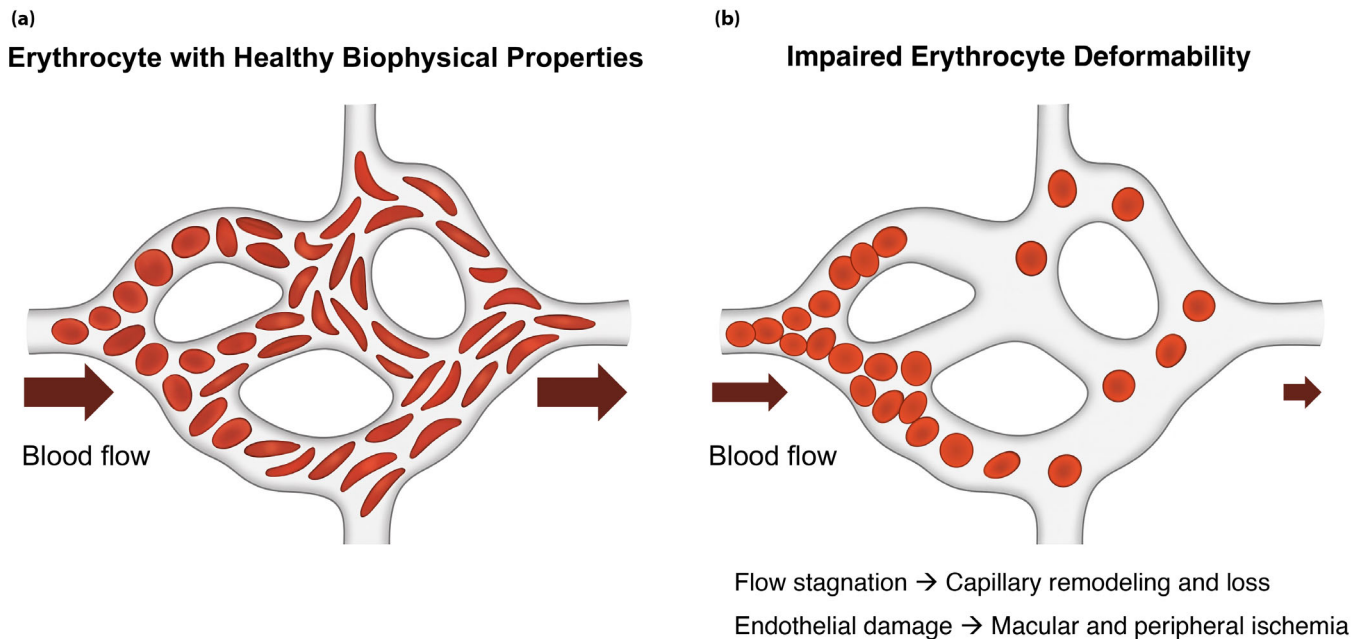 (a)
Erythrocyte with Healthy Biophysical Properties
Blood flow
(b)
Impaired Erythrocyte Deformability
Blood flow
Flow stagnation → Capillary remodeling and loss
Endothelial damage → Macular and peripheral ischemia